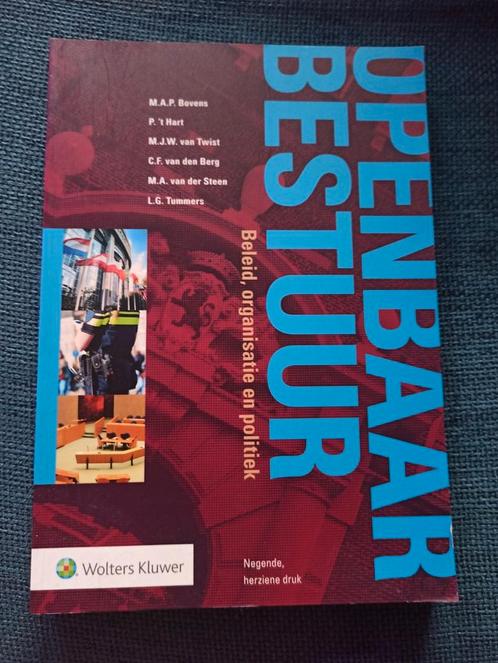 OPENBAAR
BESTUUR
Beleid, organisatie en politiek
M.A.P. Bovens
P. 't Hart
M.J.W. van Twist
C.F. van den Berg
M.A. van der Steen
L.G. Tummers
Wolters Kluwer
Negende,
herziene druk